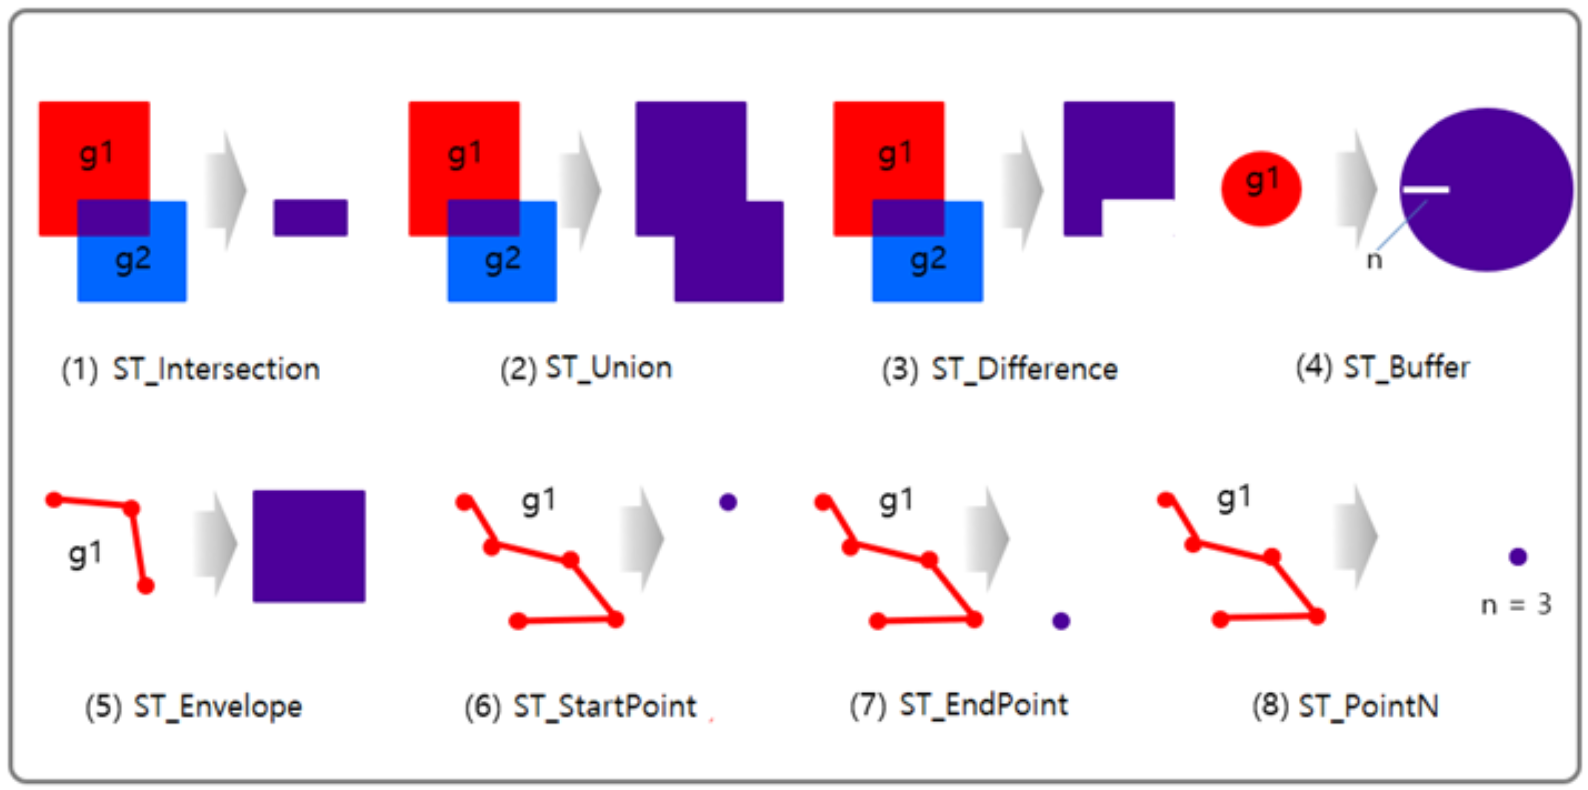 g1
g2
(1) ST_Intersection
g1
g2
(2) ST_Union
g1
g2
(3) ST_Difference
g1
n
(4) ST_Buffer
g1
(5) ST_Envelope
g1
(6) ST_StartPoint
g1
(7) ST_EndPoint
g1
n = 3
(8) ST_PointN